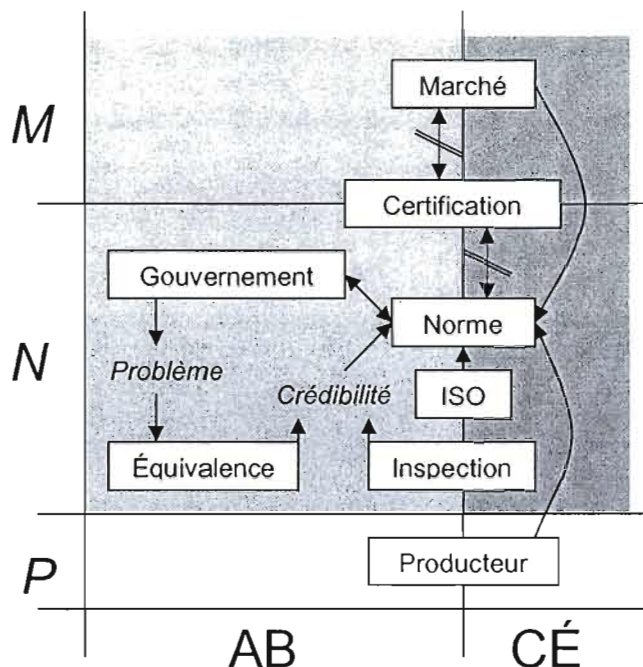 Marché
M
Certification
Gouvernement
Norme
N
Problème
Crédibilité
ISO
Équivalence
Inspection
Producteur
P
AB
CÉ